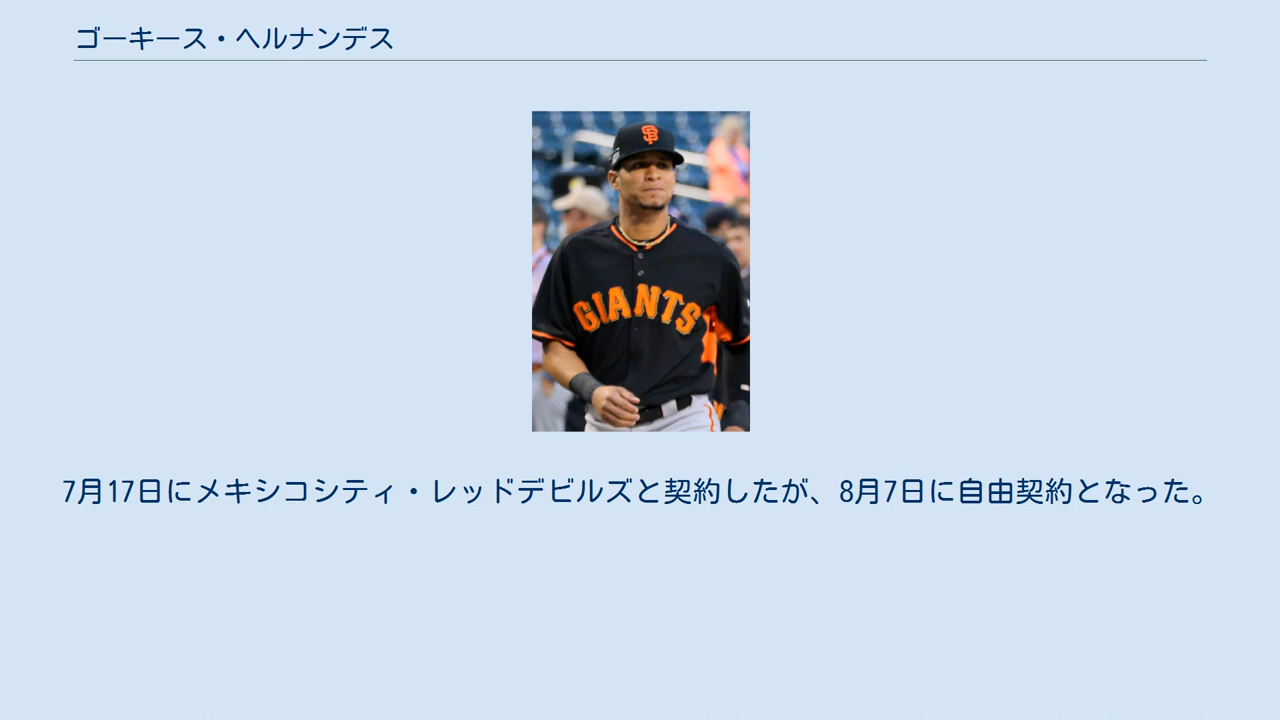 ゴーキース・ヘルナンデス
SF
GIANTS
7月17日にメキシコシティ・レッドデビルズと契約したが、8月7日に自由契約となった。